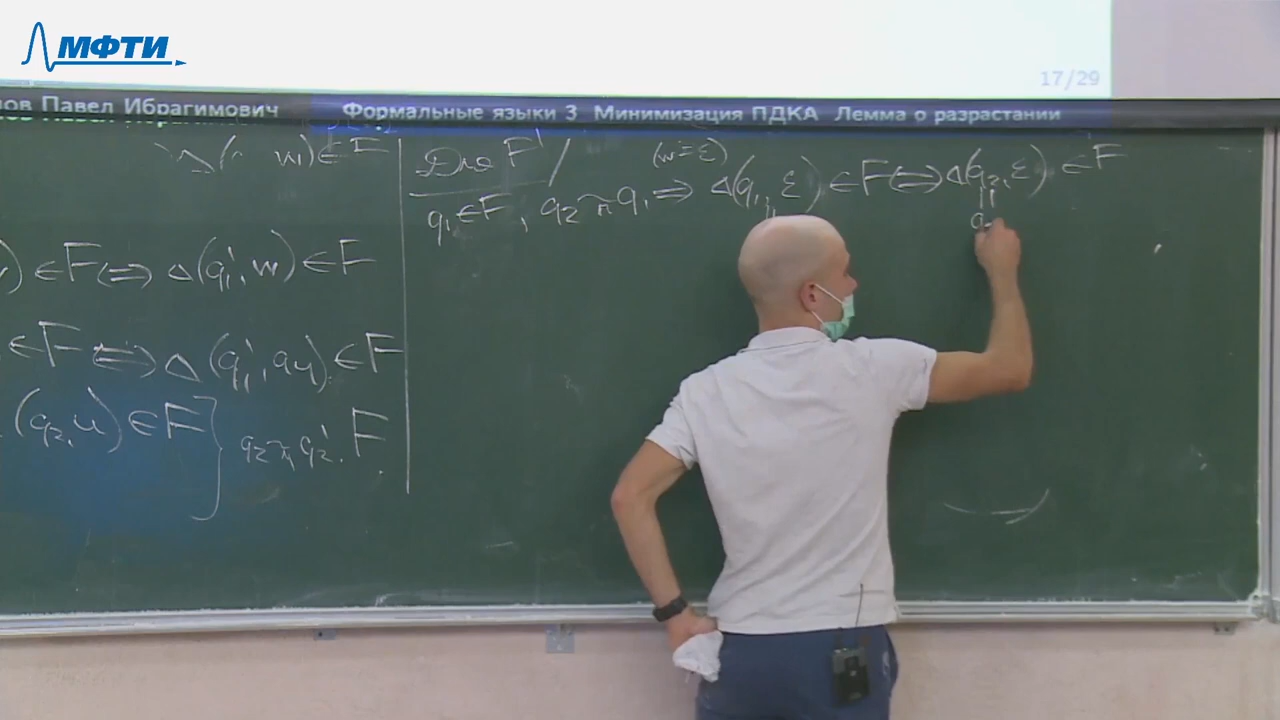 МФТИ
17/29
ов Павел Ибрагимович Формальные языки 3 Минимизация ПДКА Лемма о разрастании
Δ( w) ∈ F
) ∈ F ⟺ Δ(q₁', w) ∈ F
∈ F ⟺ Δ(q₁', au) ∈ F
(q₂, u) ∈ F } q₂ ~ q₂'. F
Для F'
(w = ε)
q₁ ∈ F, q₂ ~ q₁ ⟹ Δ(q₁, ε) ∈ F ⟺ Δ(q₂, ε) ∈ F